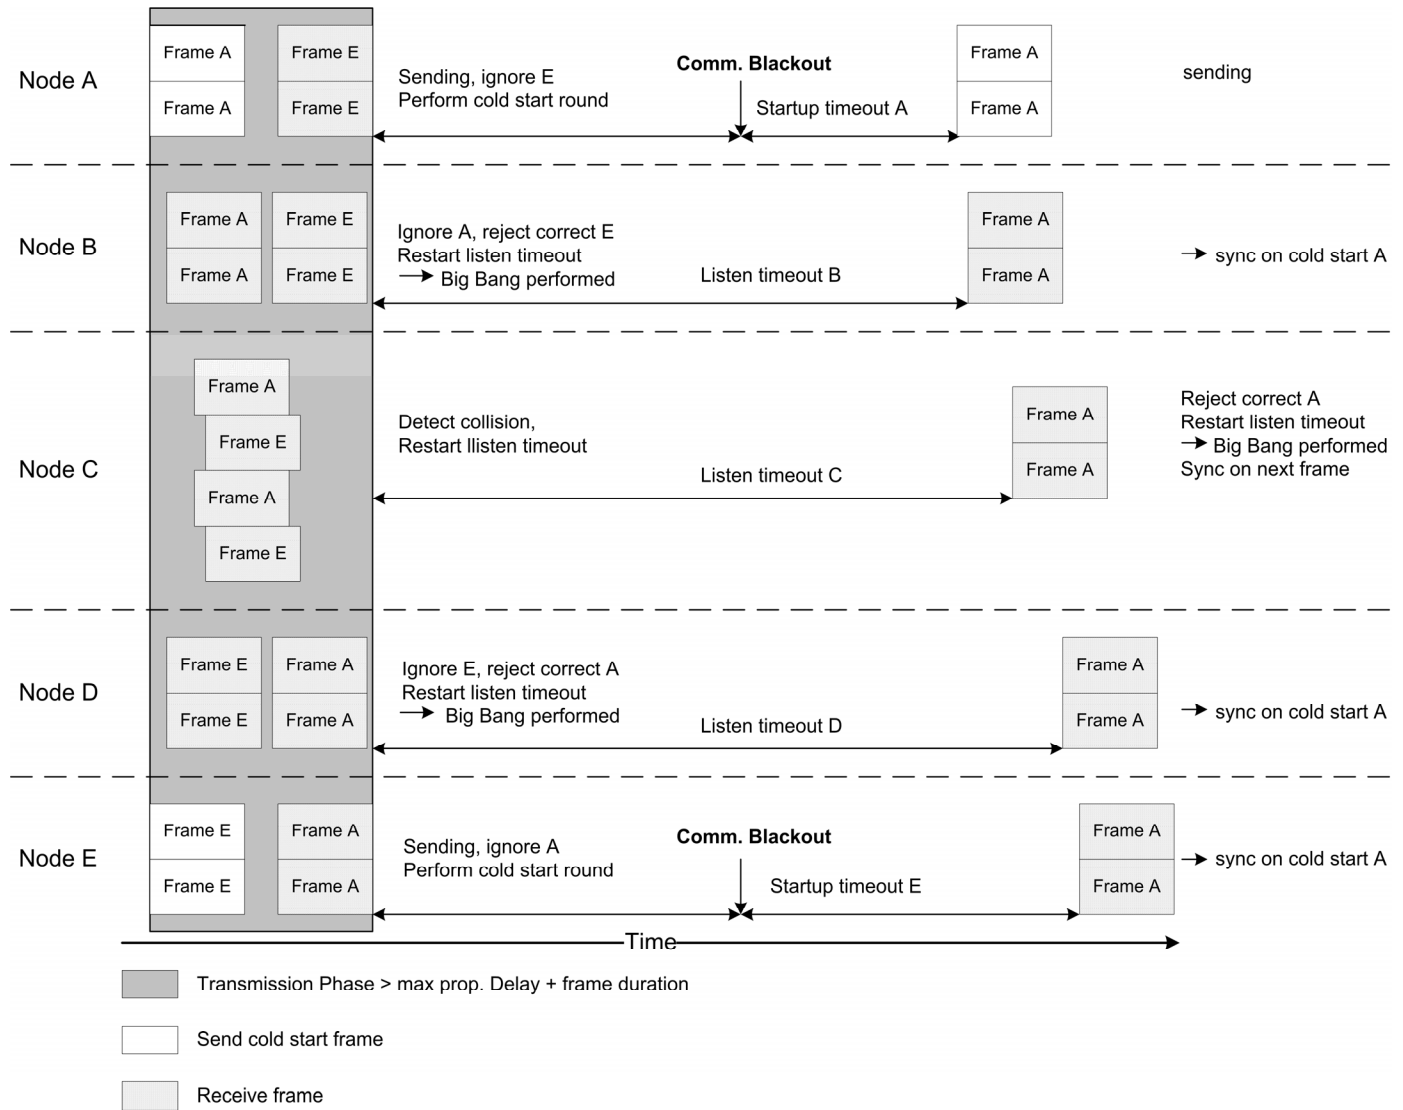 Node A
Frame A
Frame A
Frame E
Frame E
Sending, ignore E
Perform cold start round
Comm. Blackout
Startup timeout A
Frame A
Frame A
sending
Node B
Frame A
Frame A
Frame E
Frame E
Ignore A, reject correct E
Restart listen timeout
Big Bang performed
Listen timeout B
Frame A
Frame A
sync on cold start A
Node C
Frame A
Frame E
Frame A
Frame E
Detect collision,
Restart llisten timeout
Listen timeout C
Frame A
Frame A
Reject correct A
Restart listen timeout
Big Bang performed
Sync on next frame
Node D
Frame E
Frame E
Frame A
Frame A
Ignore E, reject correct A
Restart listen timeout
Big Bang performed
Listen timeout D
Frame A
Frame A
sync on cold start A
Node E
Frame E
Frame E
Frame A
Frame A
Sending, ignore A
Perform cold start round
Comm. Blackout
Startup timeout E
Frame A
Frame A
sync on cold start A
Time
Transmission Phase > max prop. Delay + frame duration
Send cold start frame
Receive frame